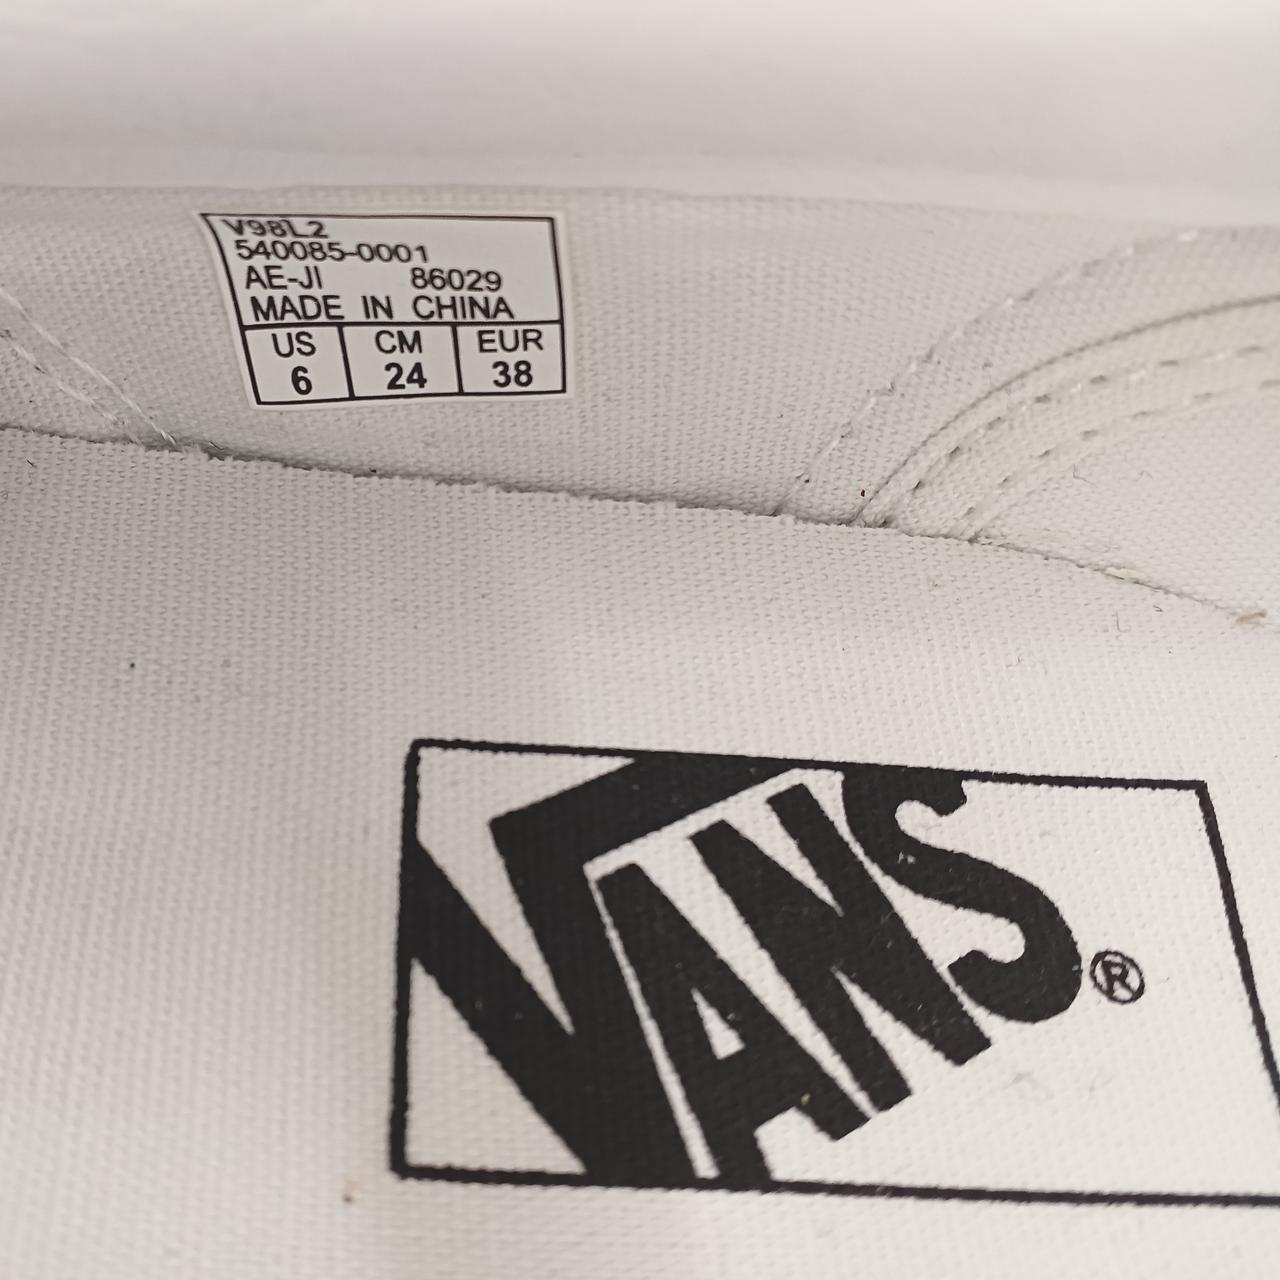 V98L2
540085-0001
AE-JI 86029
MADE IN CHINA
US CM EUR
6 24 38
VANS®